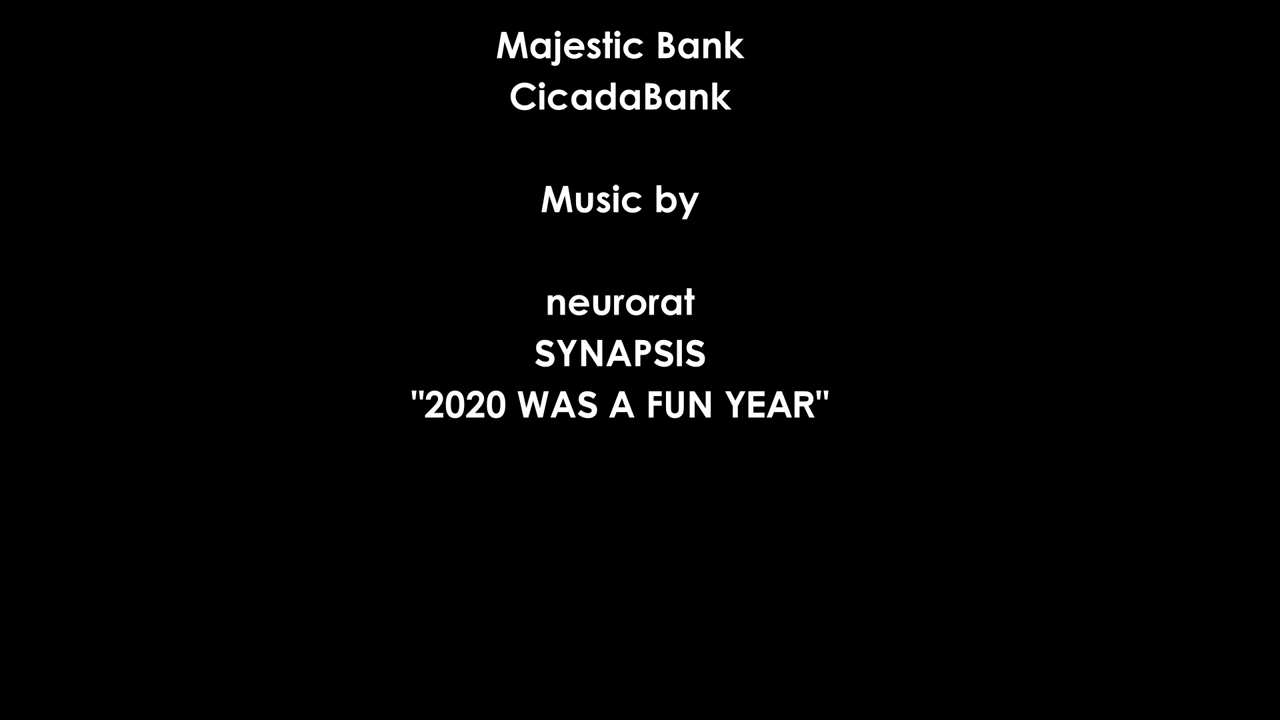 Majestic Bank
CicadaBank
Music by
neurorat
SYNAPSIS
"2020 WAS A FUN YEAR"